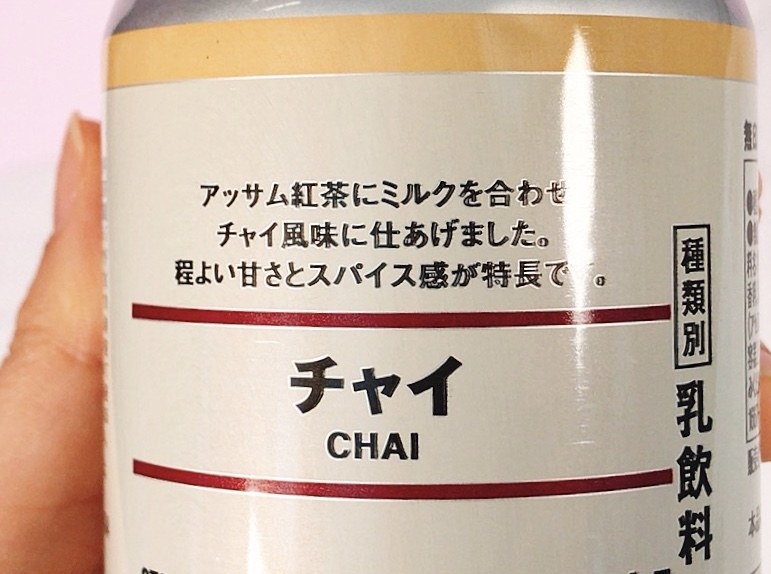 アッサム紅茶にミルクを合わせ
チャイ風味に仕あげました。
程よい甘さとスパイス感が特長です。
チャイ
CHAI
種類別
乳飲料